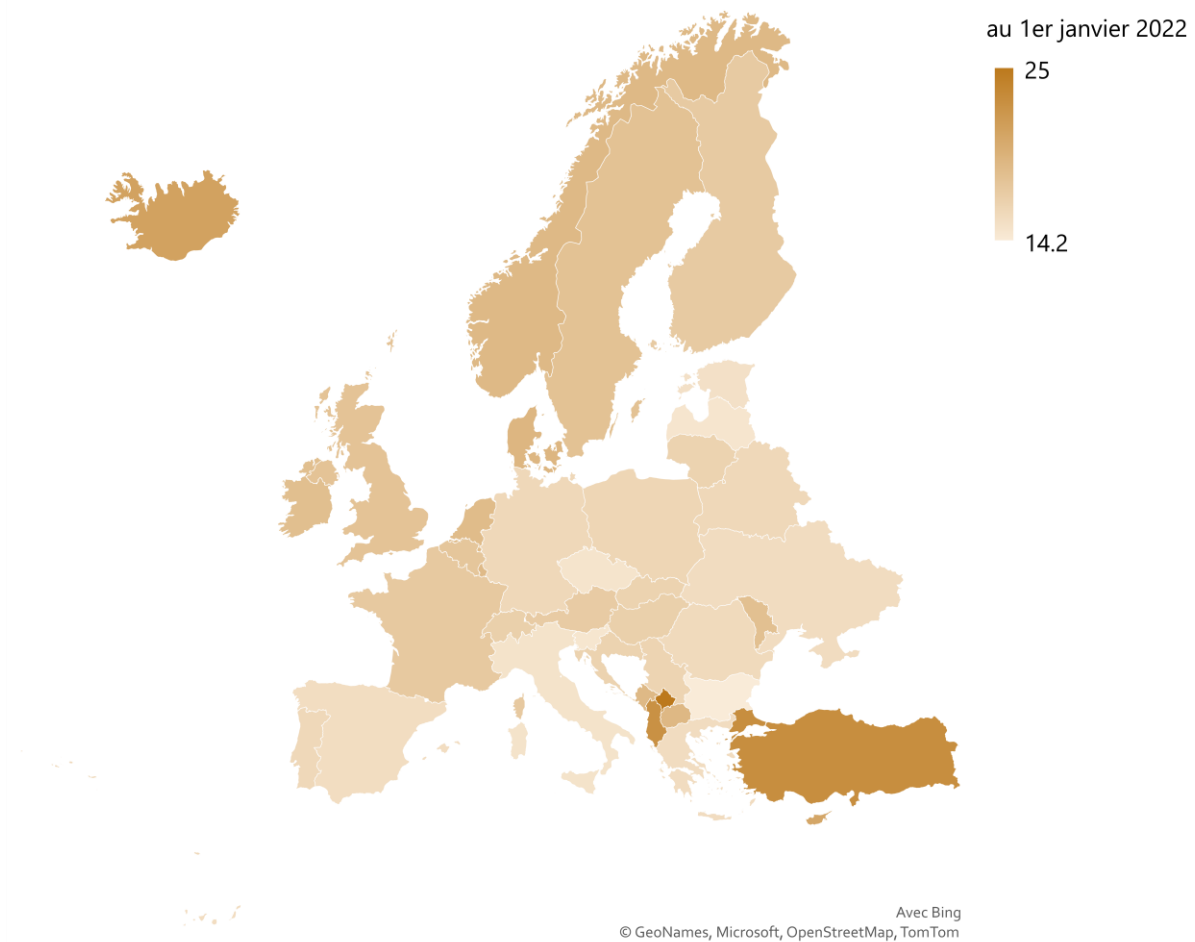 au 1er janvier 2022
25
14.2
Avec Bing
© GeoNames, Microsoft, OpenStreetMap, TomTom